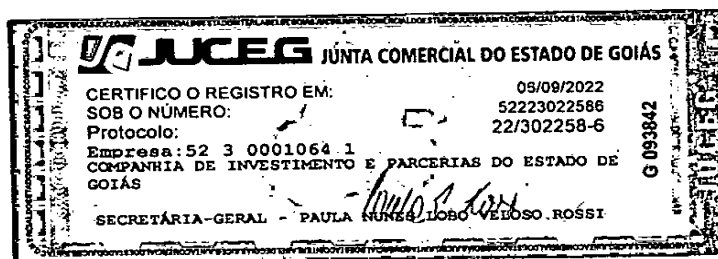 JUCEG JUNTA COMERCIAL DO ESTADO DE GOIÁS
CERTIFICO O REGISTRO EM: 06/09/2022
SOB O NÚMERO: 52223022586
Protocolo: 22/302258-6
Empresa:52 3 0001064 1
COMPANHIA DE INVESTIMENTO E PARCERIAS DO ESTADO DE
GOIÁS
SECRETÁRIA-GERAL - PAULA NUNES LOBO VELOSO ROSSI
G 093842